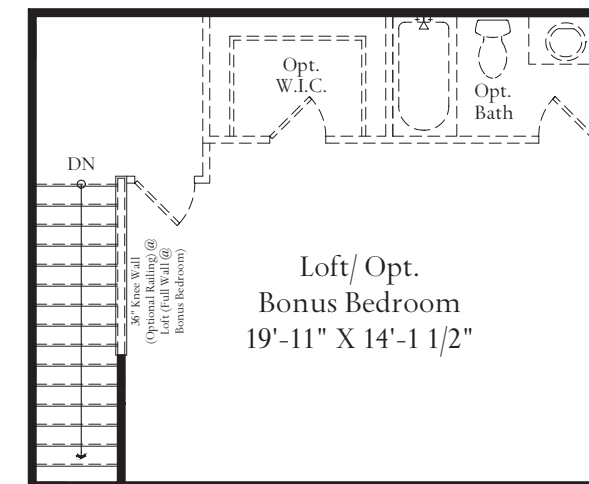 Opt.
W.I.C.
Opt.
Bath
DN
36" Knee Wall
(Optional Railing) @
Loft (Full Wall @
Bonus Bedroom)
Loft/ Opt.
Bonus Bedroom
19'-11" X 14'-1 1/2"